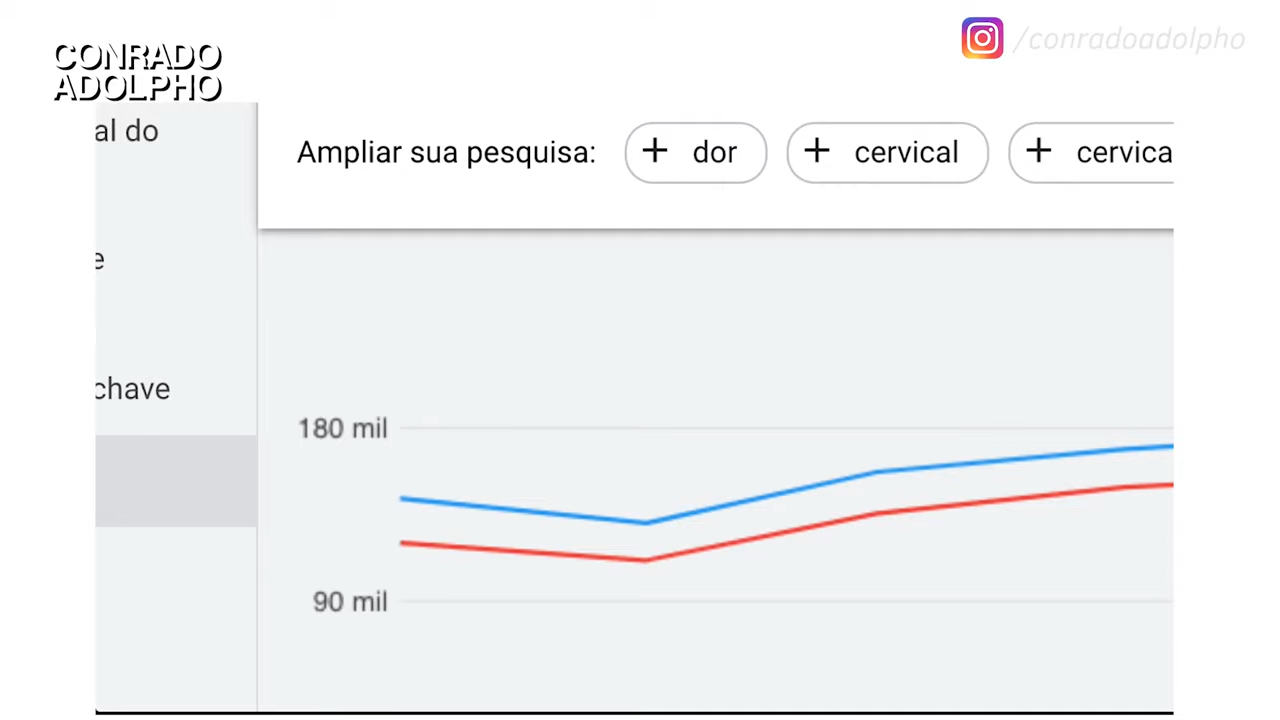 CONRADO
ADOLPHO
/conradoadolpho
al do
Ampliar sua pesquisa: + dor + cervical + cervica
e
chave
180 mil
90 mil